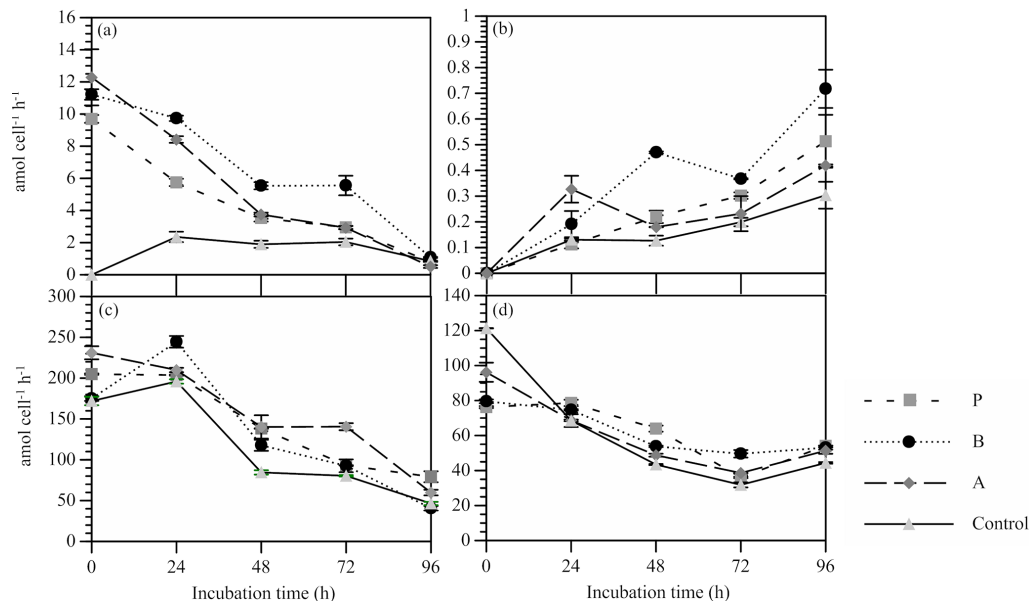 (a)
16
14
12
10
8
6
4
2
0
amol cell-1 h-1
(b)
1
0.9
0.8
0.7
0.6
0.5
0.4
0.3
0.2
0.1
0
(c)
300
250
200
150
100
50
0
amol cell-1 h-1
0 24 48 72 96
Incubation time (h)
(d)
140
120
100
80
60
40
20
0
0 24 48 72 96
Incubation time (h)
P
B
A
Control